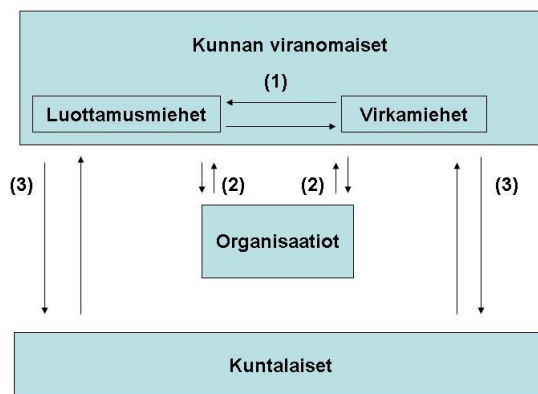 Kunnan viranomaiset
(1)
Luottamusmiehet
Virkamiehet
(3)
(2)
(2)
(3)
Organisaatiot
Kuntalaiset